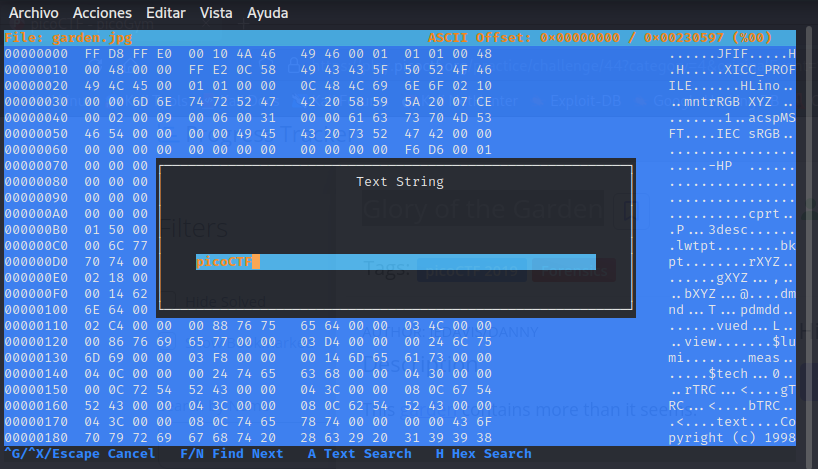 Archivo Acciones Editar Vista Ayuda
File: garden.jpg ASCII Offset: 0×00000000 / 0×00230597 (%00)
00000000 FF D8 FF E0 00 10 4A 46 49 46 00 01 01 01 00 48 ......JFIF.....H
00000010 00 48 00 00 FF E2 0C 58 49 43 43 5F 50 52 4F 46 .H.....XICC_PROF
00000020 49 4C 45 00 01 01 00 00 0C 48 4C 69 6E 6F 02 10 ILE......HLino..
00000030 00 00 6D 6E 74 72 52 47 42 20 58 59 5A 20 07 CE ..mntrRGB XYZ ..
00000040 00 02 00 09 00 06 00 31 00 00 61 63 73 70 4D 53 .......1..acspMS
00000050 46 54 00 00 00 00 49 45 43 20 73 52 47 42 00 00 FT....IEC sRGB..
00000060 00 00 00 00 00 00 00 00 00 00 00 00 F6 D6 00 01 ................
00000070 00 00 00 .....-HP ......
00000080 00 00 00 ................
00000090 00 00 00 ................
000000A0 00 00 00 ..........cprt..
000000B0 01 50 00 .P...3desc......
000000C0 00 6C 77 .lwtpt........bk
000000D0 70 74 00 pt........rXYZ..
000000E0 02 18 00 ......gXYZ...,..
000000F0 00 14 62 ..bXYZ...@....dm
00000100 6E 64 00 nd...T....pdmdd..
Text String
picoCTF
Glory of the Garden
Filters
Tags:
Hide Solved
00000110 02 C4 00 00 00 88 76 75 65 64 00 00 03 4C 00 00 ......vued...L..
00000120 00 86 76 69 65 77 00 00 03 D4 00 00 00 24 6C 75 ..view.......$lu
00000130 6D 69 00 00 03 F8 00 00 00 14 6D 65 61 73 00 00 mi........meas..
00000140 04 0C 00 00 00 24 74 65 63 68 00 00 04 30 00 00 .....$tech...0..
00000150 00 0C 72 54 52 43 00 00 04 3C 00 00 08 0C 67 54 ..rTRC...<....gT
00000160 52 43 00 00 04 3C 00 00 08 0C 62 54 52 43 00 00 RC...<....bTRC..
00000170 04 3C 00 00 08 0C 74 65 78 74 00 00 00 00 43 6F .<....text....Co
00000180 70 79 72 69 67 68 74 20 28 63 29 20 31 39 39 38 pyright (c) 1998
^G/^X/Escape Cancel F/N Find Next A Text Search H Hex Search